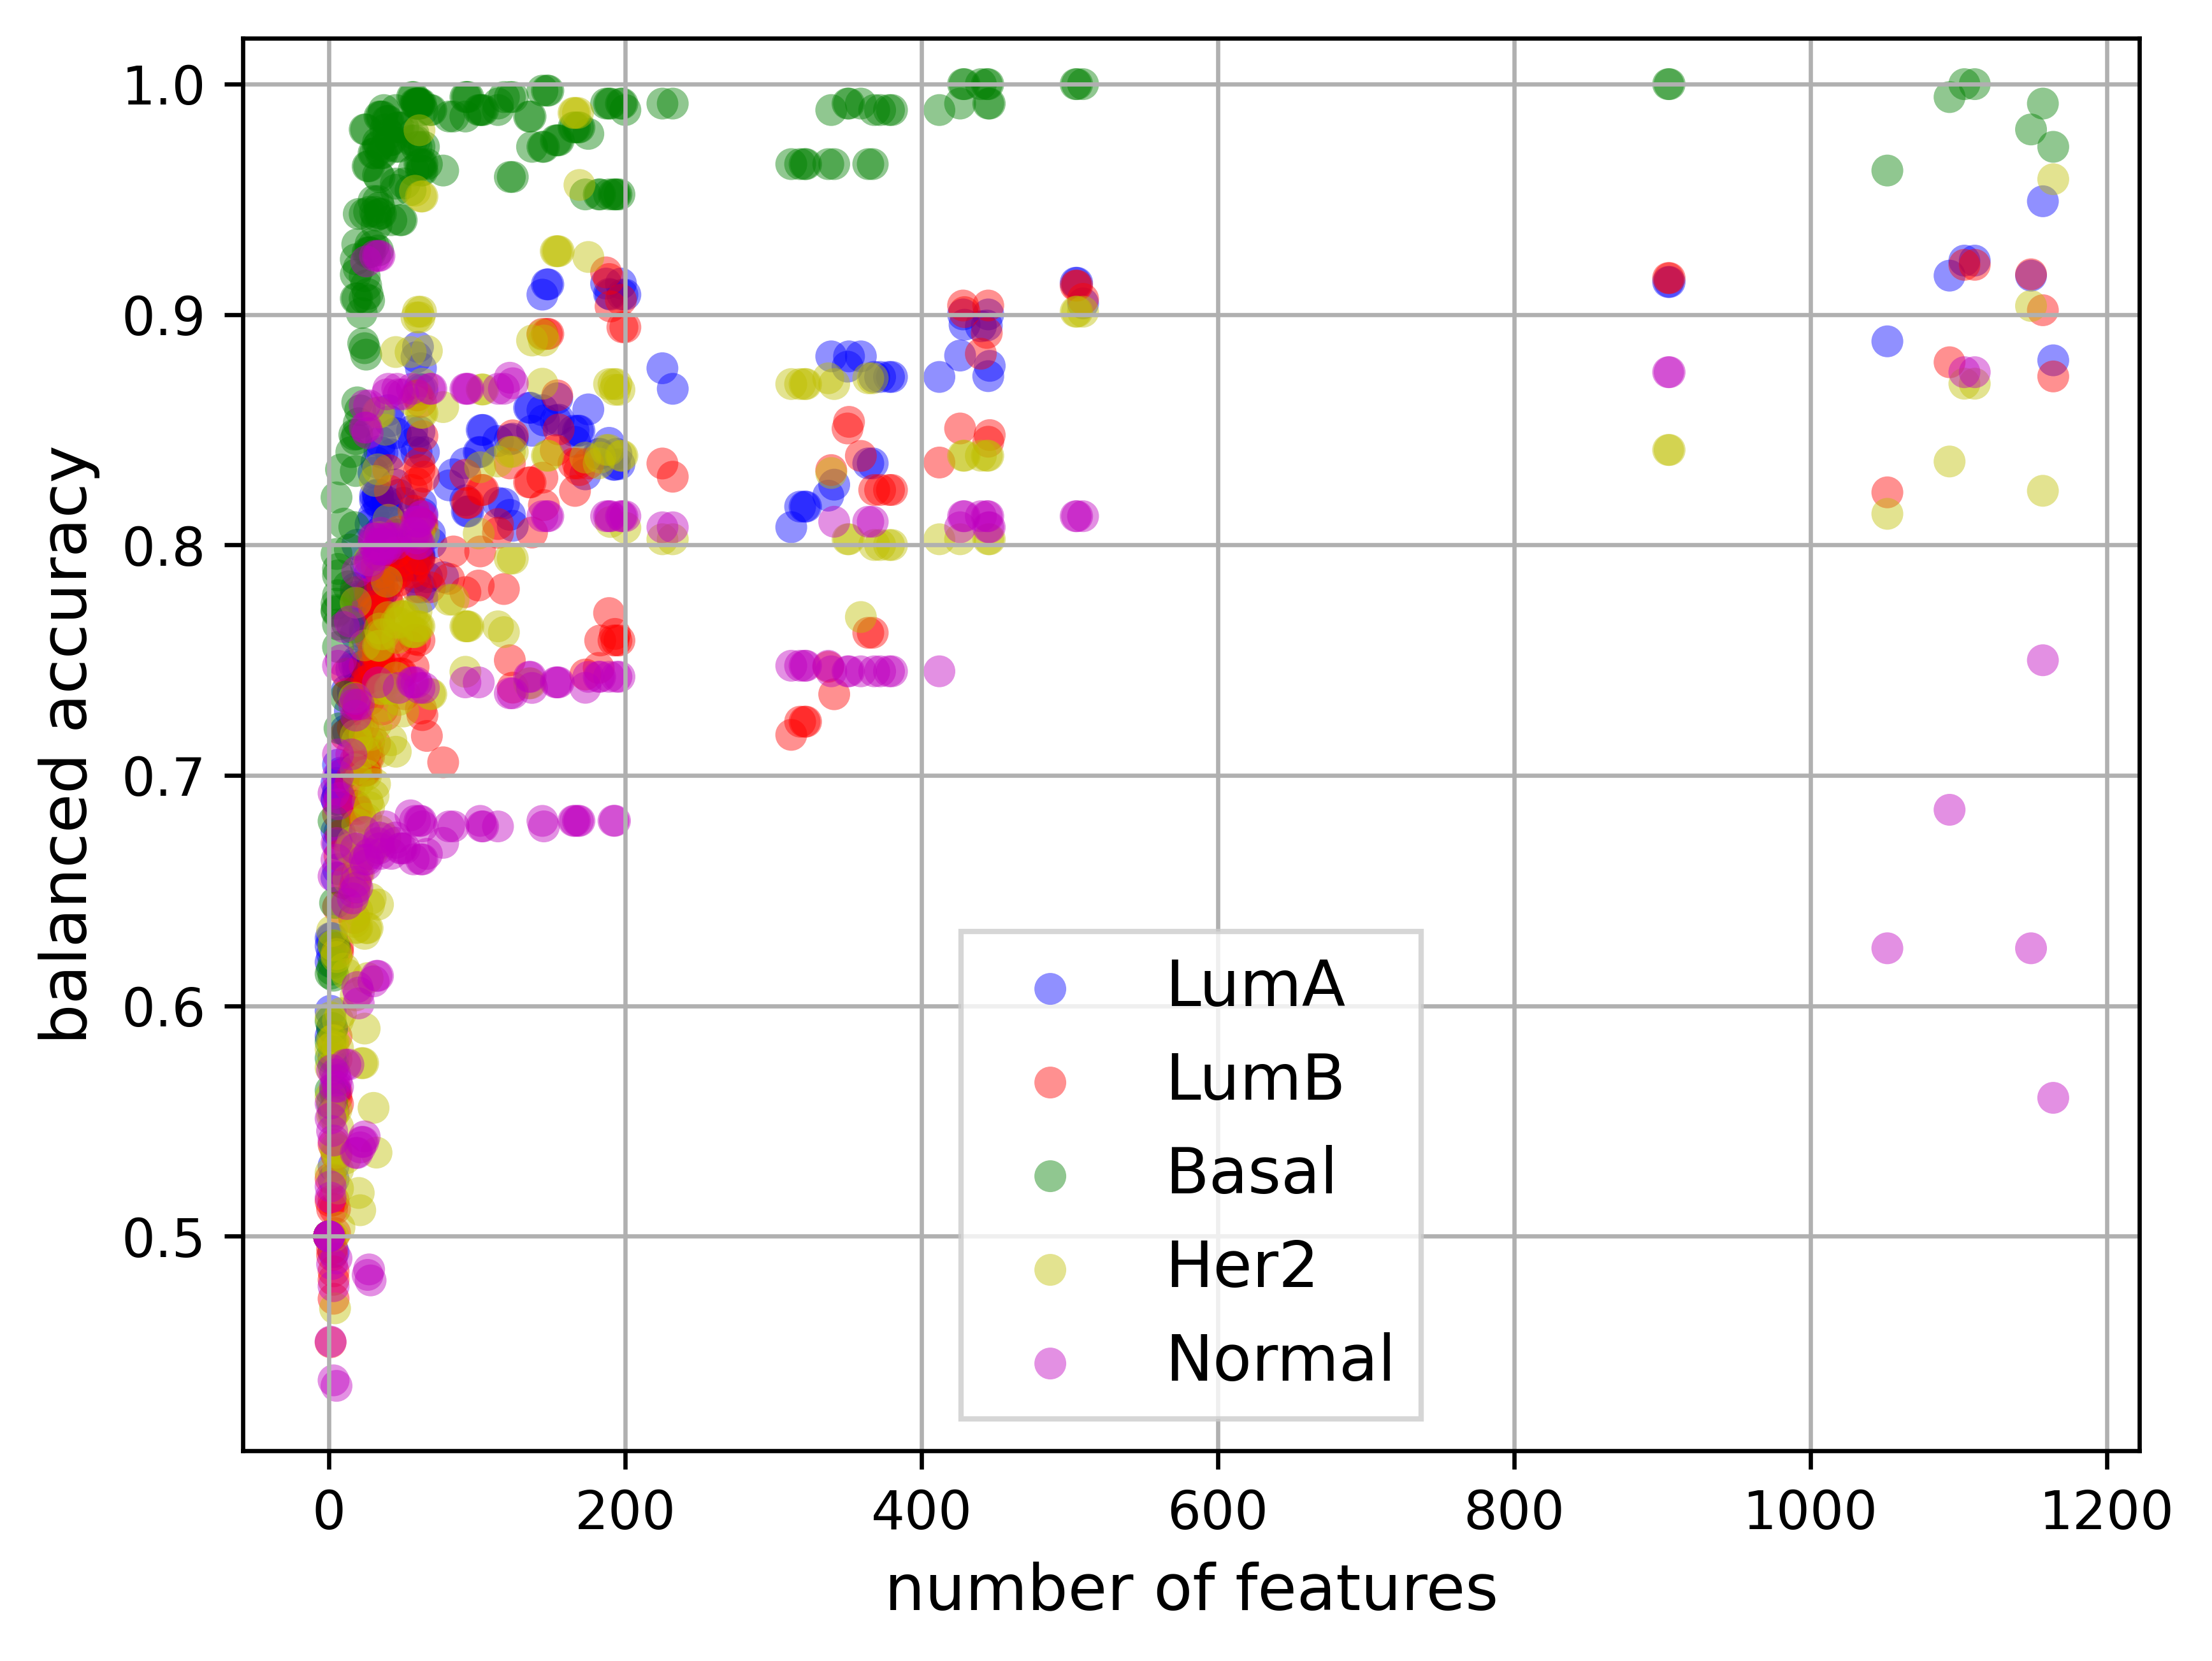 1.0
0.9
0.8
0.7
0.6
0.5
balanced accuracy
LumA
LumB
Basal
Her2
Normal
0 200 400 600 800 1000 1200
number of features